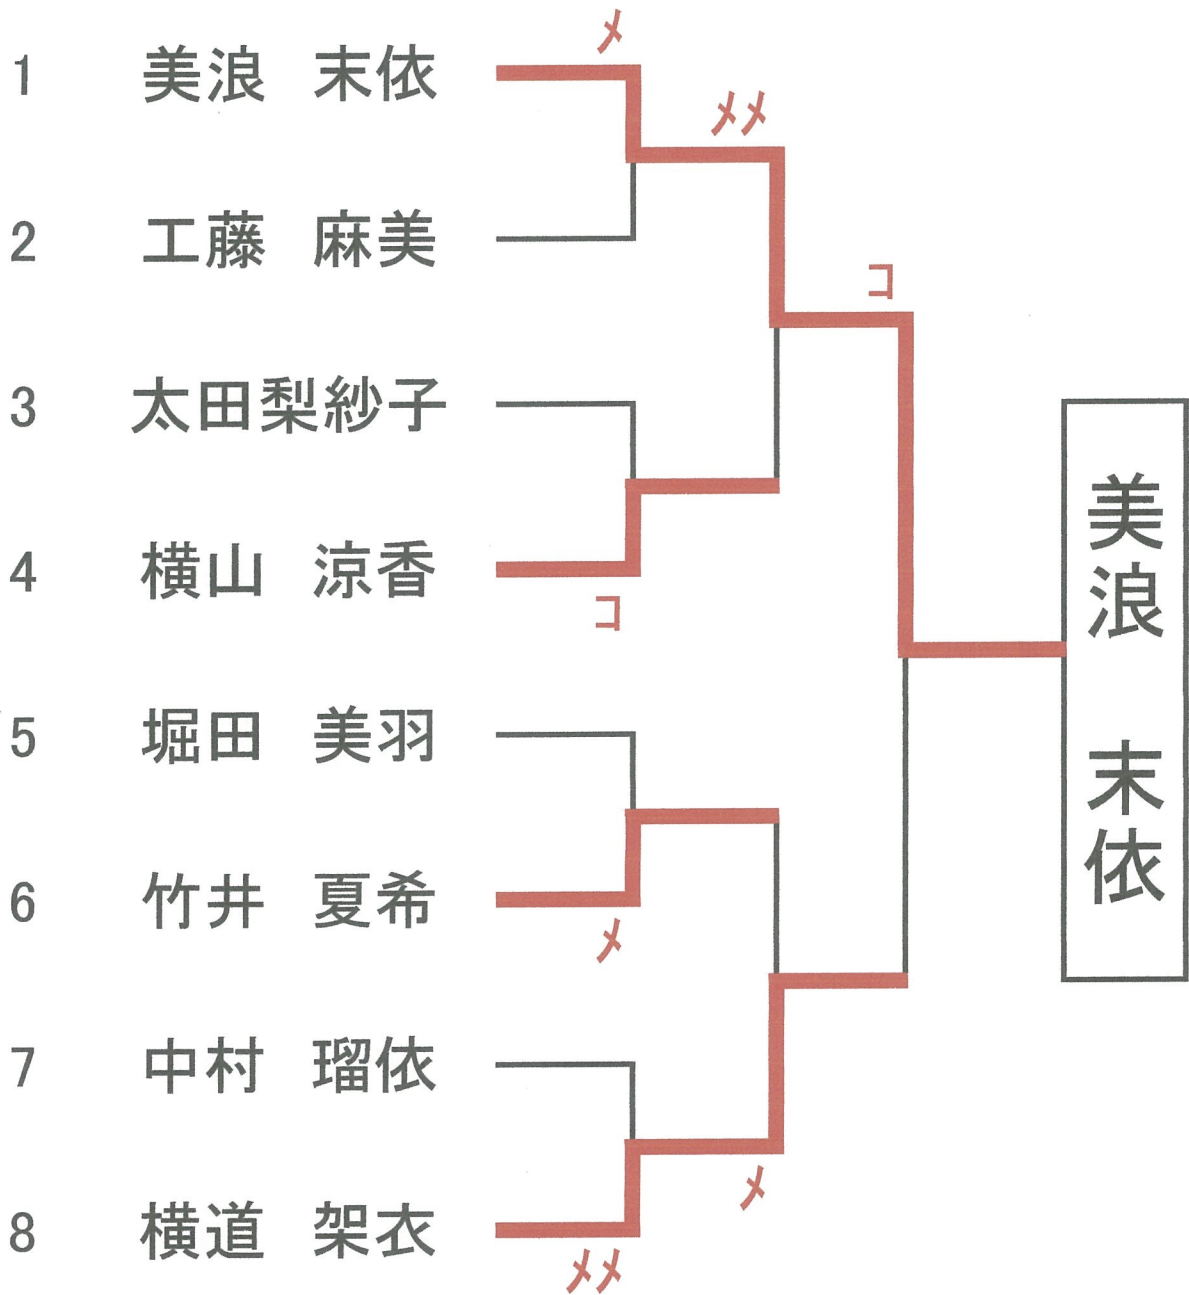 メ
1 美浪 末依
メメ
2 工藤 麻美
コ
3 太田梨紗子
4 横山 涼香
コ
5 堀田 美羽
6 竹井 夏希
メ
7 中村 瑠依
メ
8 横道 架衣
メメ
美浪 末依